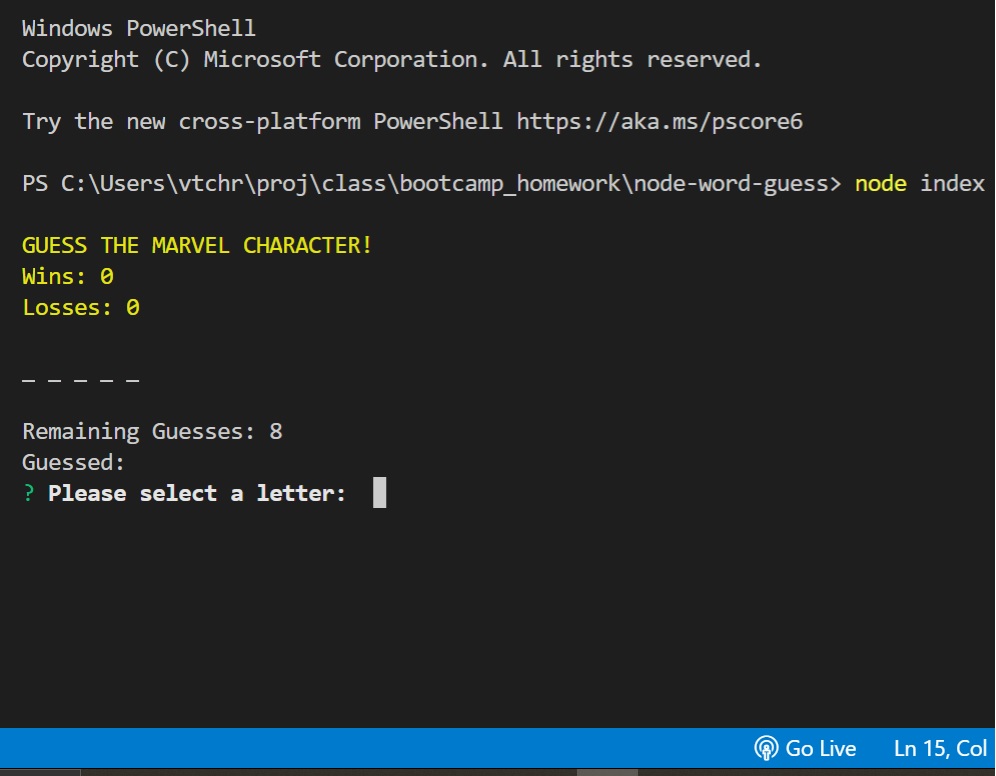 Windows PowerShell
Copyright (C) Microsoft Corporation. All rights reserved.
Try the new cross-platform PowerShell https://aka.ms/pscore6
PS C:\Users\vtchr\proj\class\bootcamp_homework\node-word-guess> node index
GUESS THE MARVEL CHARACTER!
Wins: 0
Losses: 0
_ _ _ _ _
Remaining Guesses: 8
Guessed:
? Please select a letter:
Go Live Ln 15, Col